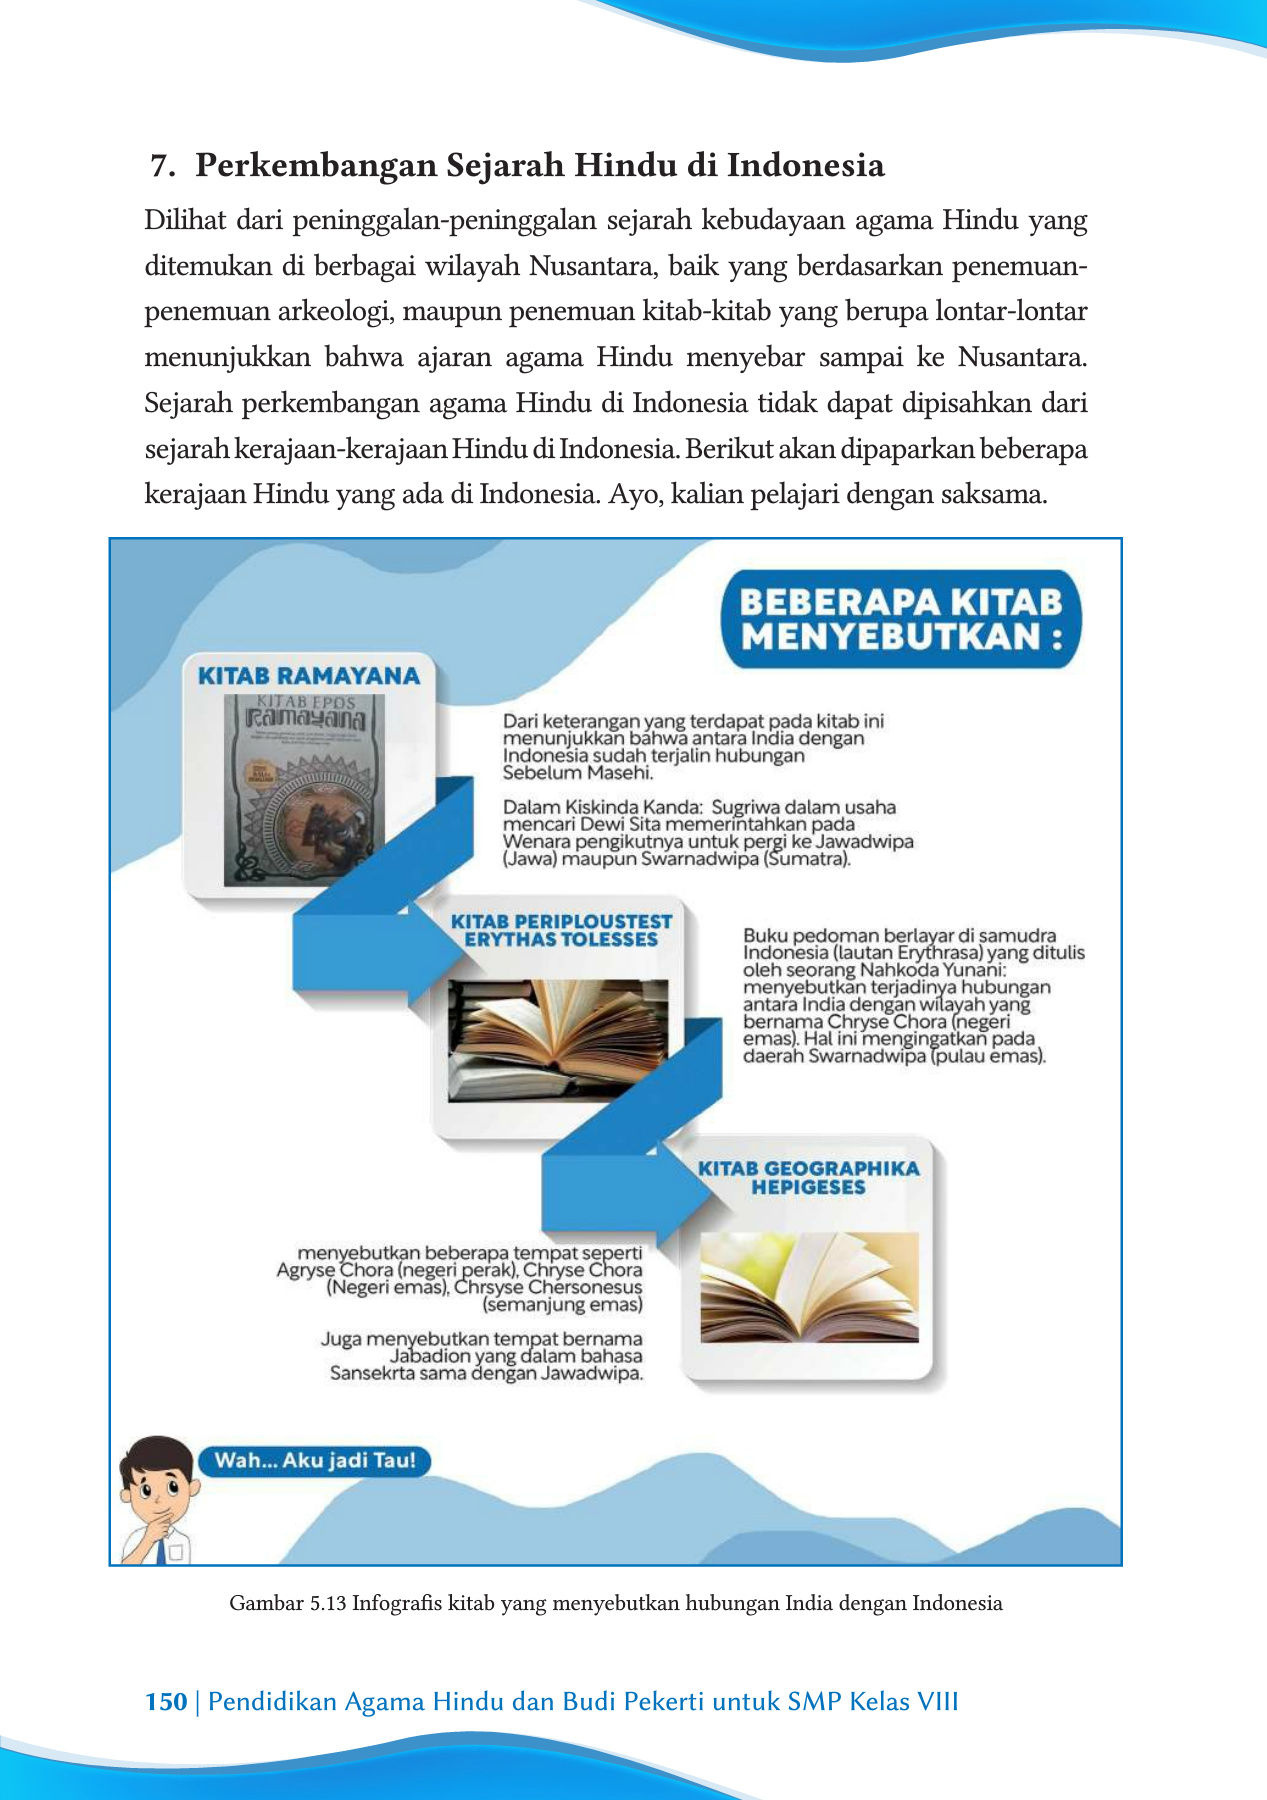 7. Perkembangan Sejarah Hindu di Indonesia
Dilihat dari peninggalan-peninggalan sejarah kebudayaan agama Hindu yang
ditemukan di berbagai wilayah Nusantara, baik yang berdasarkan penemuan-
penemuan arkeologi, maupun penemuan kitab-kitab yang berupa lontar-lontar
menunjukkan bahwa ajaran agama Hindu menyebar sampai ke Nusantara.
Sejarah perkembangan agama Hindu di Indonesia tidak dapat dipisahkan dari
sejarah kerajaan-kerajaan Hindu di Indonesia. Berikut akan dipaparkan beberapa
kerajaan Hindu yang ada di Indonesia. Ayo, kalian pelajari dengan saksama.
BEBERAPA KITAB
MENYEBUTKAN :
KITAB RAMAYANA
KITAB EPOS
Ramayana
Dari keterangan yang terdapat pada kitab ini
menunjukkan bahwa antara India dengan
Indonesia sudah terjalin hubungan
Sebelum Masehi.
Dalam Kiskinda Kanda: Sugriwa dalam usaha
mencari Dewi Sita memerintahkan pada
Wenara pengikutnya untuk pergi ke Jawadwipa
(Jawa) maupun Swarnadwipa (Sumatra).
KITAB PERIPLOUSTEST
ERYTHAS TOLESSES
Buku pedoman berlayar di samudra
Indonesia (lautan Erythrasa) yang ditulis
oleh seorang Nahkoda Yunani:
menyebutkan terjadinya hubungan
antara India dengan wilayah yang
bernama Chryse Chora (negeri
emas). Hal ini mengingatkan pada
daerah Swarnadwipa (pulau emas).
KITAB GEOGRAPHIKA
HEPIGESES
menyebutkan beberapa tempat seperti
Agryse Chora (negeri perak), Chryse Chora
(Negeri emas), Chrsyse Chersonesus
(semanjung emas)
Juga menyebutkan tempat bernama
Jabadion yang dalam bahasa
Sansekrta sama dengan Jawadwipa.
Wah... Aku jadi Tau!
Gambar 5.13 Infografis kitab yang menyebutkan hubungan India dengan Indonesia
150 | Pendidikan Agama Hindu dan Budi Pekerti untuk SMP Kelas VIII